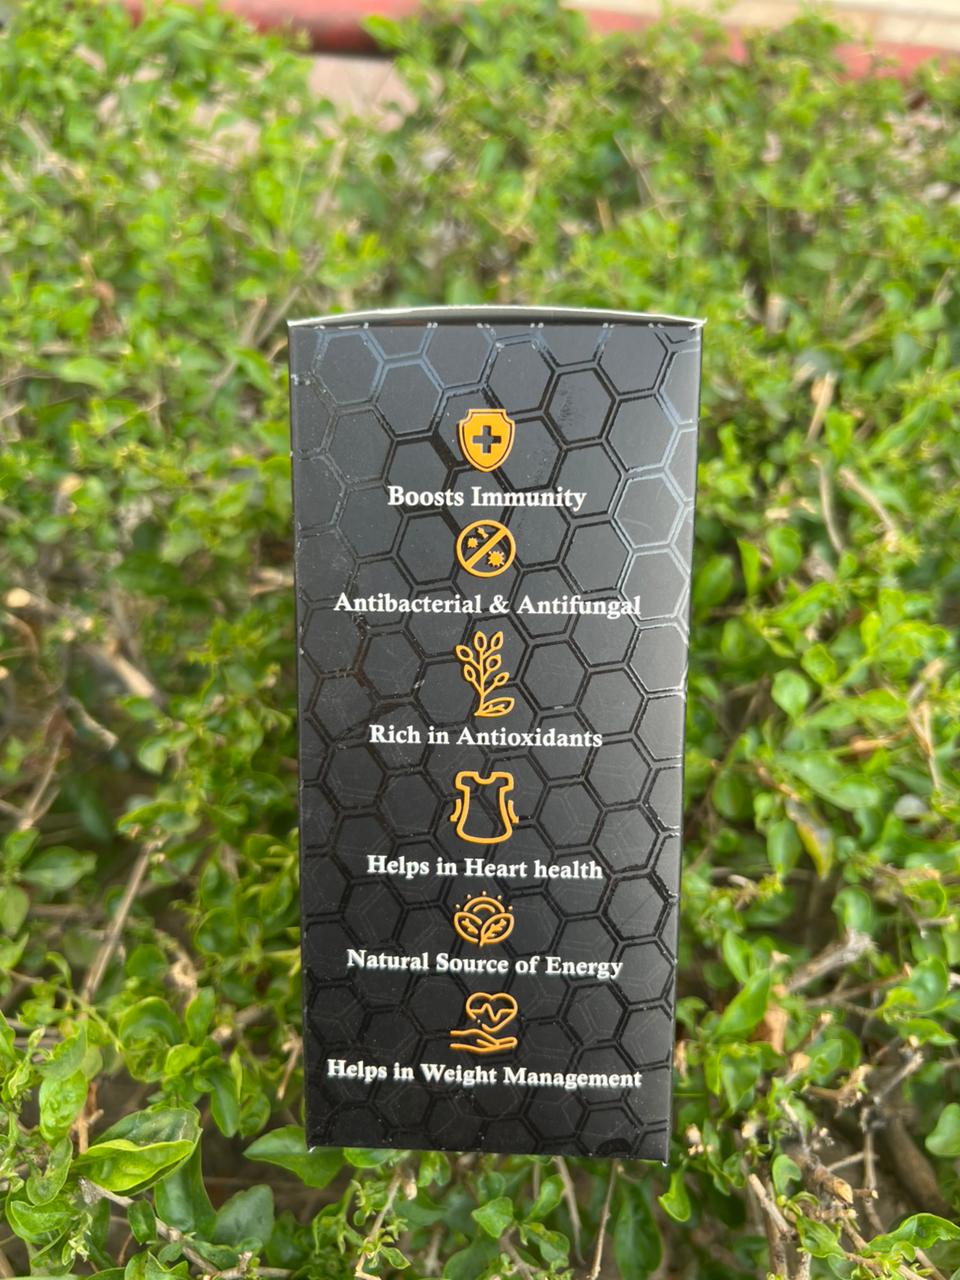 Boosts Immunity
Antibacterial & Antifungal
Rich in Antioxidants
Helps in Heart health
Natural Source of Energy
Helps in Weight Management